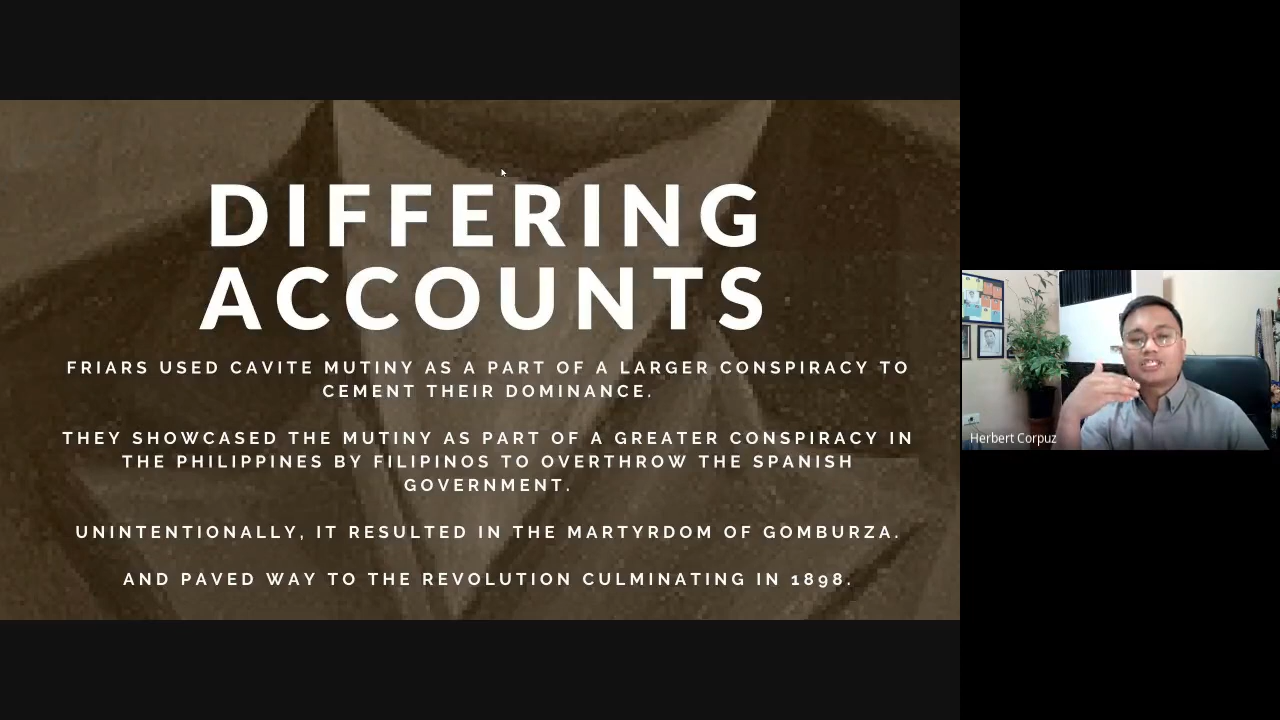 DIFFERING
ACCOUNTS
FRIARS USED CAVITE MUTINY AS A PART OF A LARGER CONSPIRACY TO
CEMENT THEIR DOMINANCE.
THEY SHOWCASED THE MUTINY AS PART OF A GREATER CONSPIRACY IN
THE PHILIPPINES BY FILIPINOS TO OVERTHROW THE SPANISH
GOVERNMENT.
UNINTENTIONALLY, IT RESULTED IN THE MARTYRDOM OF GOMBURZA.
AND PAVED WAY TO THE REVOLUTION CULMINATING IN 1898.
Herbert Corpuz